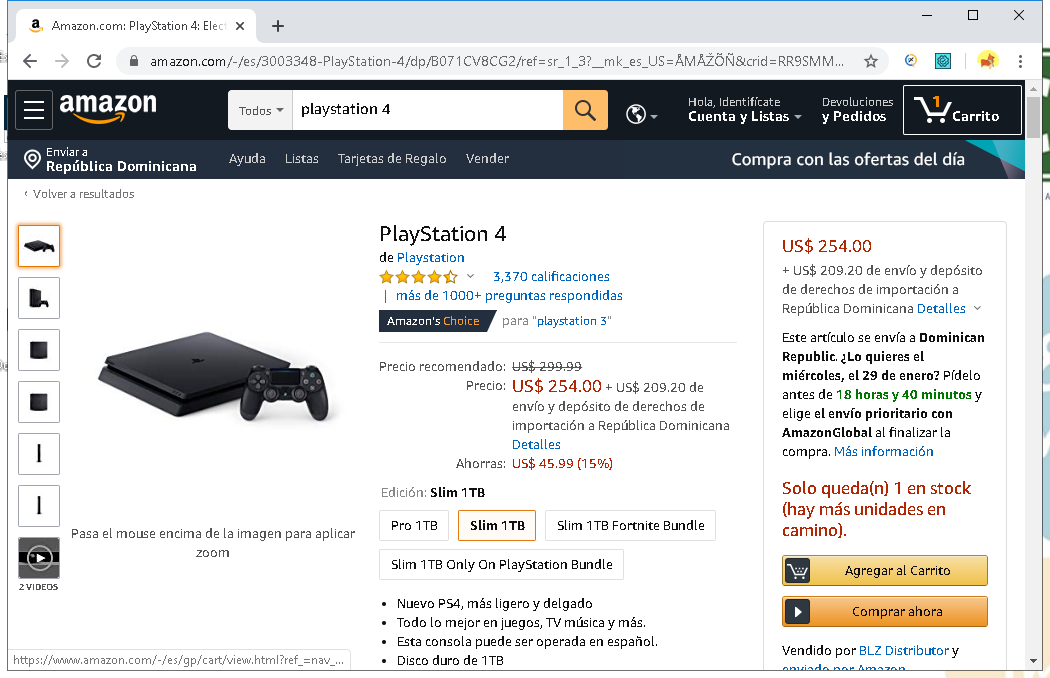 Amazon.com: PlayStation 4: Elect
amazon.com/-/es/3003348-PlayStation-4/dp/B071CV8CG2/ref=sr_1_3?__mk_es_US=ÅMÅŽÕÑ&crid=RR9SMM...
amazon
Todos
playstation 4
Hola, Identifícate
Cuenta y Listas
Devoluciones
y Pedidos
1
Carrito
Enviar a
República Dominicana
Ayuda Listas Tarjetas de Regalo Vender
Compra con las ofertas del día
‹ Volver a resultados
2 VIDEOS
Pasa el mouse encima de la imagen para aplicar
zoom
PlayStation 4
de Playstation
3,370 calificaciones
| más de 1000+ preguntas respondidas
Amazon's Choice para "playstation 3"
Precio recomendado: US$ 299.99
Precio: US$ 254.00 + US$ 209.20 de
envío y depósito de derechos de
importación a República Dominicana
Detalles
Ahorras: US$ 45.99 (15%)
Edición: Slim 1TB
Pro 1TB
Slim 1TB
Slim 1TB Fortnite Bundle
Slim 1TB Only On PlayStation Bundle
• Nuevo PS4, más ligero y delgado
• Todo lo mejor en juegos, TV música y más.
• Esta consola puede ser operada en español.
• Disco duro de 1TB
US$ 254.00
+ US$ 209.20 de envío y depósito
de derechos de importación a
República Dominicana Detalles
Este artículo se envía a Dominican
Republic. ¿Lo quieres el
miércoles, el 29 de enero? Pídelo
antes de 18 horas y 40 minutos y
elige el envío prioritario con
AmazonGlobal al finalizar la
compra. Más información
Solo queda(n) 1 en stock
(hay más unidades en
camino).
Agregar al Carrito
Comprar ahora
Vendido por BLZ Distributor y
enviado por Amazon.
https://www.amazon.com/-/es/gp/cart/view.html?ref_=nav_...